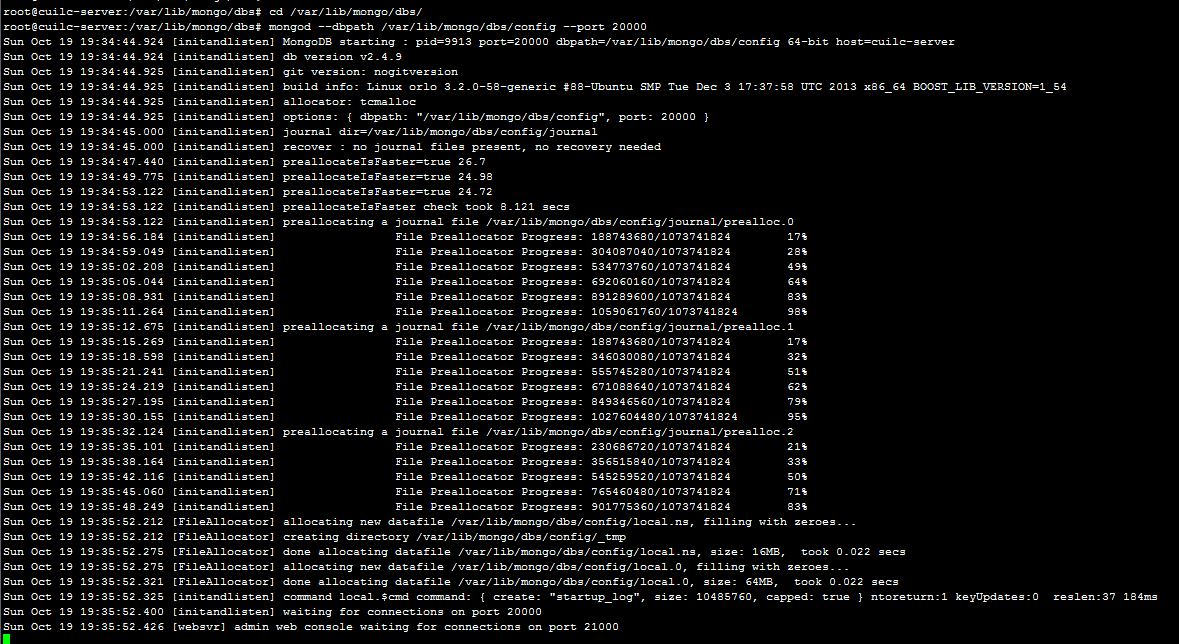 root@cuilc-server:/var/lib/mongo/dbs# cd /var/lib/mongo/dbs/
root@cuilc-server:/var/lib/mongo/dbs# mongod --dbpath /var/lib/mongo/dbs/config --port 20000
Sun Oct 19 19:34:44.924 [initandlisten] MongoDB starting : pid=9913 port=20000 dbpath=/var/lib/mongo/dbs/config 64-bit host=cuilc-server
Sun Oct 19 19:34:44.924 [initandlisten] db version v2.4.9
Sun Oct 19 19:34:44.925 [initandlisten] git version: nogitversion
Sun Oct 19 19:34:44.925 [initandlisten] build info: Linux orlo 3.2.0-58-generic #88-Ubuntu SMP Tue Dec 3 17:37:58 UTC 2013 x86_64 BOOST_LIB_VERSION=1_54
Sun Oct 19 19:34:44.925 [initandlisten] allocator: tcmalloc
Sun Oct 19 19:34:44.925 [initandlisten] options: { dbpath: "/var/lib/mongo/dbs/config", port: 20000 }
Sun Oct 19 19:34:45.000 [initandlisten] journal dir=/var/lib/mongo/dbs/config/journal
Sun Oct 19 19:34:45.000 [initandlisten] recover : no journal files present, no recovery needed
Sun Oct 19 19:34:47.440 [initandlisten] preallocateIsFaster=true 26.7
Sun Oct 19 19:34:49.775 [initandlisten] preallocateIsFaster=true 24.98
Sun Oct 19 19:34:53.122 [initandlisten] preallocateIsFaster=true 24.72
Sun Oct 19 19:34:53.122 [initandlisten] preallocateIsFaster check took 8.121 secs
Sun Oct 19 19:34:53.122 [initandlisten] preallocating a journal file /var/lib/mongo/dbs/config/journal/prealloc.0
Sun Oct 19 19:34:56.184 [initandlisten] File Preallocator Progress: 188743680/1073741824 17%
Sun Oct 19 19:34:59.049 [initandlisten] File Preallocator Progress: 304087040/1073741824 28%
Sun Oct 19 19:35:02.208 [initandlisten] File Preallocator Progress: 534773760/1073741824 49%
Sun Oct 19 19:35:05.044 [initandlisten] File Preallocator Progress: 692060160/1073741824 64%
Sun Oct 19 19:35:08.931 [initandlisten] File Preallocator Progress: 891289600/1073741824 83%
Sun Oct 19 19:35:11.264 [initandlisten] File Preallocator Progress: 1059061760/1073741824 98%
Sun Oct 19 19:35:12.675 [initandlisten] preallocating a journal file /var/lib/mongo/dbs/config/journal/prealloc.1
Sun Oct 19 19:35:15.269 [initandlisten] File Preallocator Progress: 188743680/1073741824 17%
Sun Oct 19 19:35:18.598 [initandlisten] File Preallocator Progress: 346030080/1073741824 32%
Sun Oct 19 19:35:21.241 [initandlisten] File Preallocator Progress: 555745280/1073741824 51%
Sun Oct 19 19:35:24.219 [initandlisten] File Preallocator Progress: 671088640/1073741824 62%
Sun Oct 19 19:35:27.195 [initandlisten] File Preallocator Progress: 849346560/1073741824 79%
Sun Oct 19 19:35:30.155 [initandlisten] File Preallocator Progress: 1027604480/1073741824 95%
Sun Oct 19 19:35:32.124 [initandlisten] preallocating a journal file /var/lib/mongo/dbs/config/journal/prealloc.2
Sun Oct 19 19:35:35.101 [initandlisten] File Preallocator Progress: 230686720/1073741824 21%
Sun Oct 19 19:35:38.164 [initandlisten] File Preallocator Progress: 356515840/1073741824 33%
Sun Oct 19 19:35:42.116 [initandlisten] File Preallocator Progress: 545259520/1073741824 50%
Sun Oct 19 19:35:45.060 [initandlisten] File Preallocator Progress: 765460480/1073741824 71%
Sun Oct 19 19:35:48.249 [initandlisten] File Preallocator Progress: 901775360/1073741824 83%
Sun Oct 19 19:35:52.212 [FileAllocator] allocating new datafile /var/lib/mongo/dbs/config/local.ns, filling with zeroes...
Sun Oct 19 19:35:52.212 [FileAllocator] creating directory /var/lib/mongo/dbs/config/_tmp
Sun Oct 19 19:35:52.275 [FileAllocator] done allocating datafile /var/lib/mongo/dbs/config/local.ns, size: 16MB, took 0.022 secs
Sun Oct 19 19:35:52.275 [FileAllocator] allocating new datafile /var/lib/mongo/dbs/config/local.0, filling with zeroes...
Sun Oct 19 19:35:52.321 [FileAllocator] done allocating datafile /var/lib/mongo/dbs/config/local.0, size: 64MB, took 0.022 secs
Sun Oct 19 19:35:52.325 [initandlisten] command local.$cmd command: { create: "startup_log", size: 10485760, capped: true } ntoreturn:1 keyUpdates:0 reslen:37 184ms
Sun Oct 19 19:35:52.400 [initandlisten] waiting for connections on port 20000
Sun Oct 19 19:35:52.426 [websvr] admin web console waiting for connections on port 21000